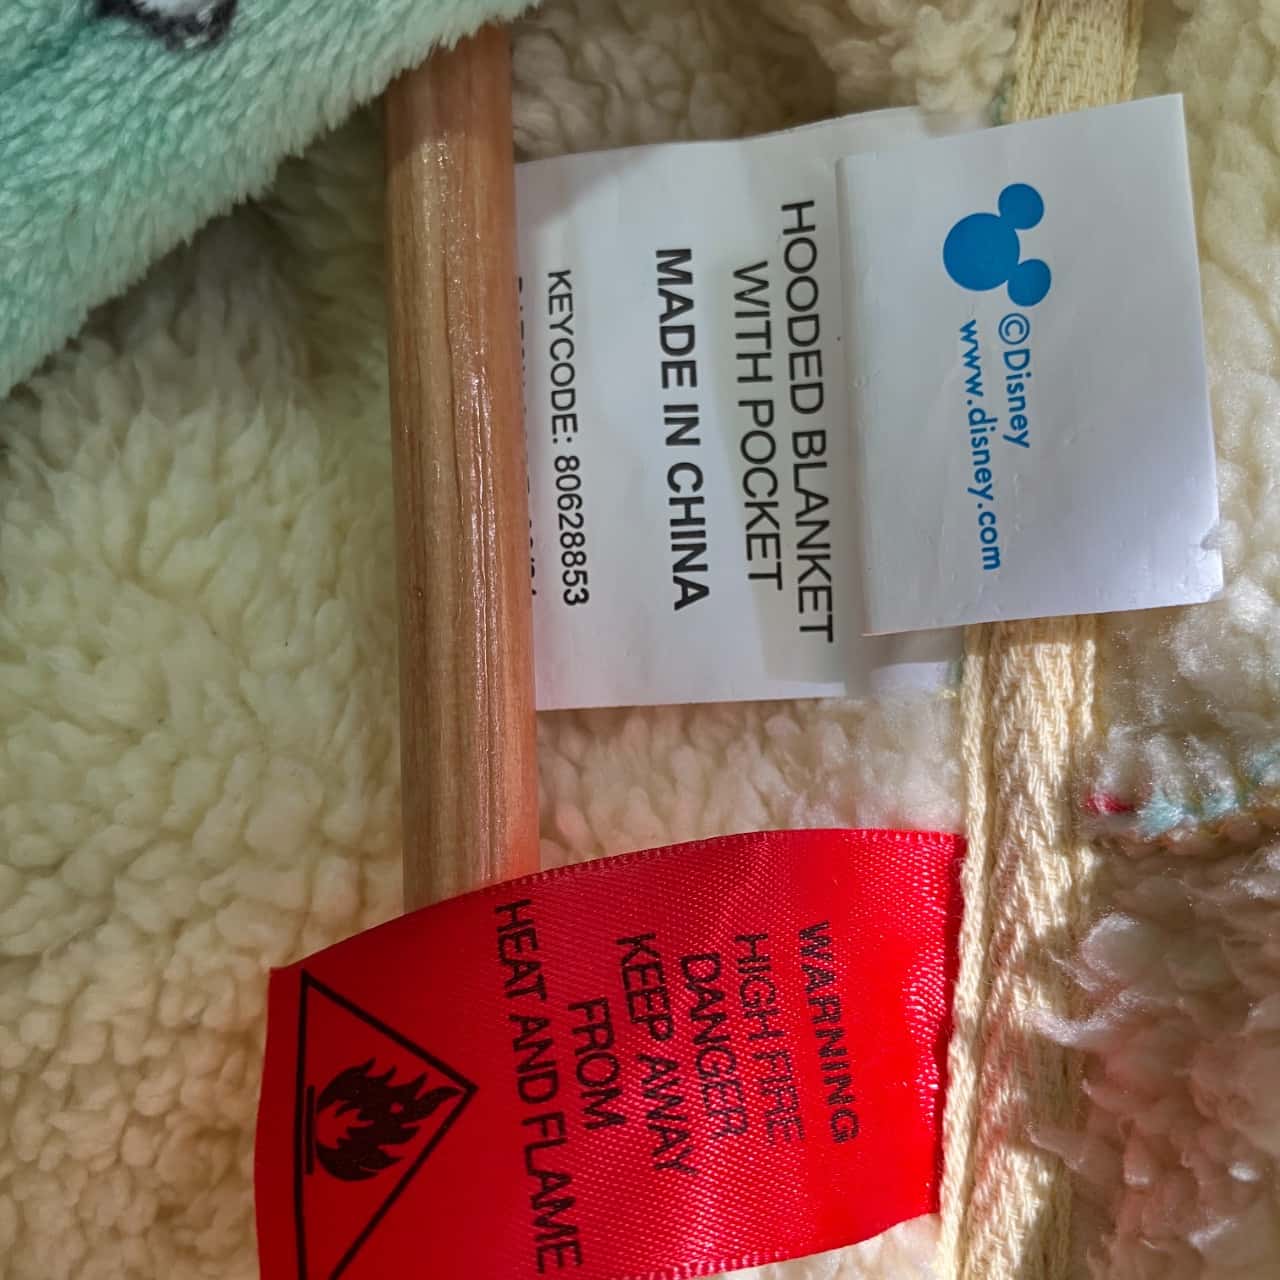 ©Disney
www.disney.com
HOODED BLANKET
WITH POCKET
MADE IN CHINA
KEYCODE: 80628853
WARNING
HIGH FIRE
DANGER
KEEP AWAY
FROM
HEAT AND FLAME